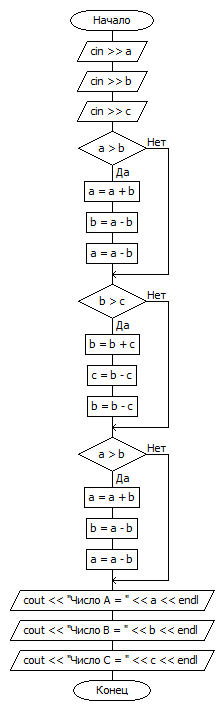 Начало
cin >> a
cin >> b
cin >> c
a > b
Нет
Да
a = a + b
b = a - b
a = a - b
b > c
Нет
Да
b = b + c
c = b - c
b = b - c
a > b
Нет
Да
a = a + b
b = a - b
a = a - b
cout << "Число A = " << a << endl
cout << "Число B = " << b << endl
cout << "Число C = " << c << endl
Конец